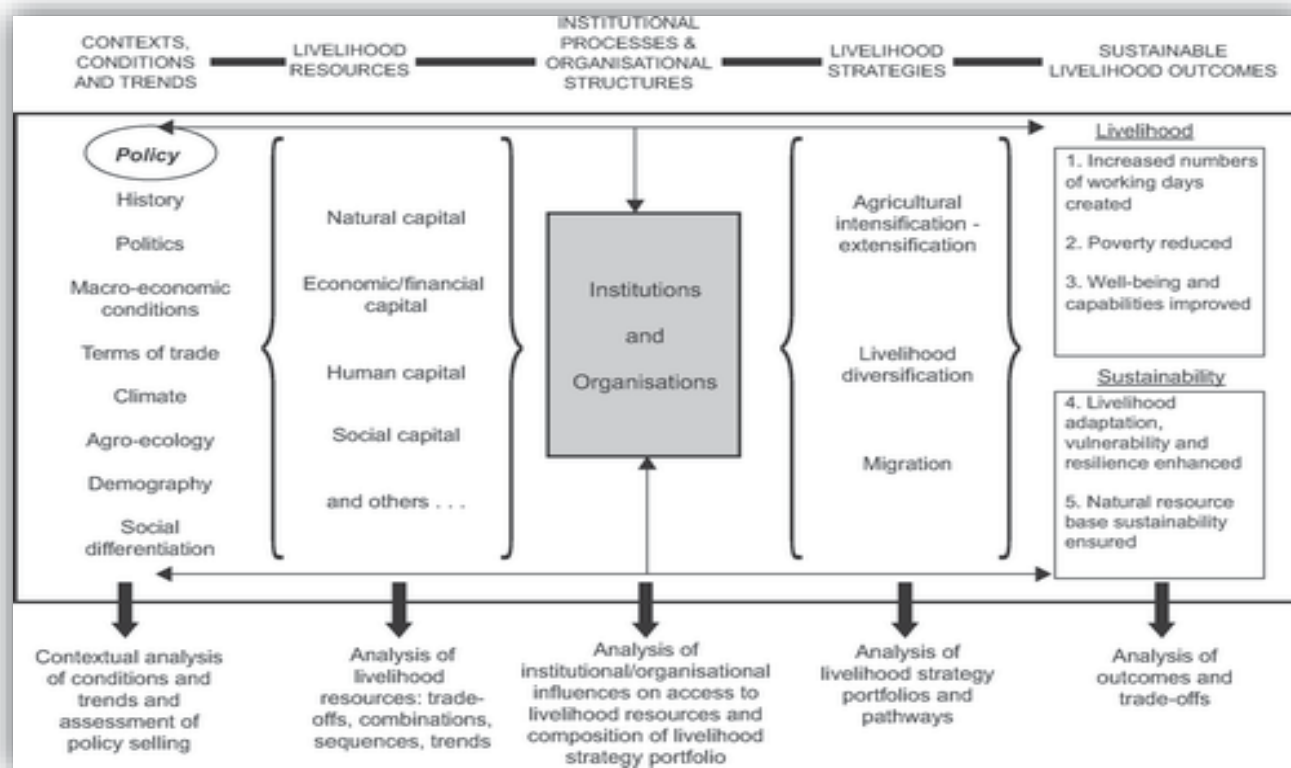 CONTEXTS,
CONDITIONS
AND TRENDS
LIVELIHOOD
RESOURCES
INSTITUTIONAL
PROCESSES &
ORGANISATIONAL
STRUCTURES
LIVELIHOOD
STRATEGIES
SUSTAINABLE
LIVELIHOOD OUTCOMES
Policy
History
Politics
Macro-economic
conditions
Terms of trade
Climate
Agro-ecology
Demography
Social
differentiation
Natural capital
Economic/financial
capital
Human capital
Social capital
and others . . .
Institutions
and
Organisations
Agricultural
intensification -
extensification
Livelihood
diversification
Migration
Livelihood
1. Increased numbers
of working days
created
2. Poverty reduced
3. Well-being and
capabilities improved
Sustainability
4. Livelihood
adaptation,
vulnerability and
resilience enhanced
5. Natural resource
base sustainability
ensured
Contextual analysis
of conditions and
trends and
assessment of
policy selling
Analysis of
livelihood
resources: trade-
offs, combinations,
sequences, trends
Analysis of
institutional/organisational
influences on access to
livelihood resources and
composition of livelihood
strategy portfolio
Analysis of
livelihood strategy
portfolios and
pathways
Analysis of
outcomes and
trade-offs